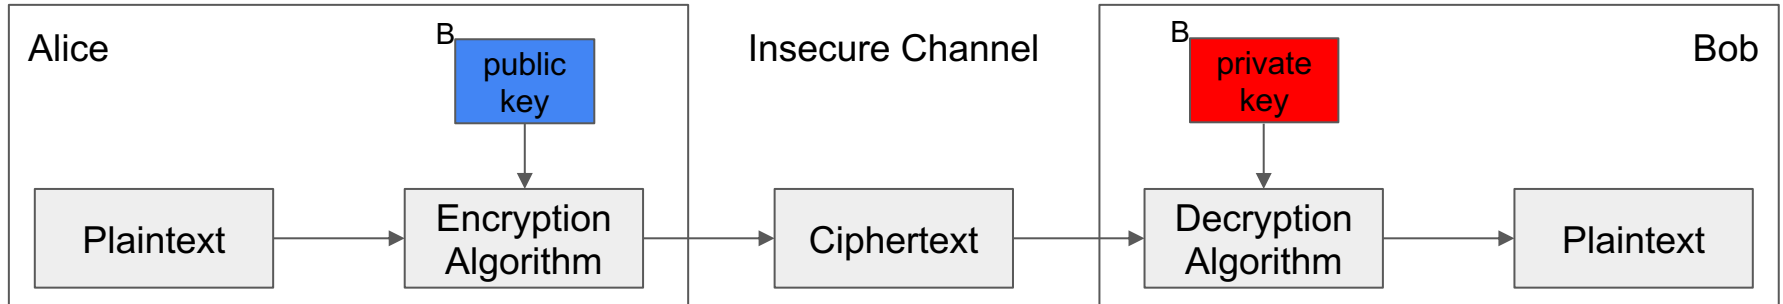 Alice
B
public
key
Insecure Channel
B
private
key
Bob
Plaintext
Encryption
Algorithm
Ciphertext
Decryption
Algorithm
Plaintext